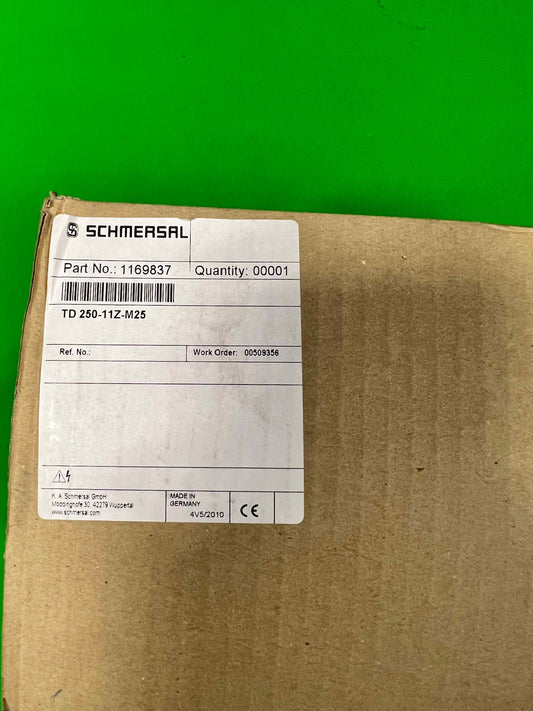 SCHMERSAL
Part No.: 1169837 Quantity: 00001
TD 250-11Z-M25
Ref. No.: Work Order: 00509356
K. A. Schmersal GmbH
Möddinghofe 30, 42279 Wuppertal
www.schmersal.com
MADE IN
GERMANY
4V5/2010
CE